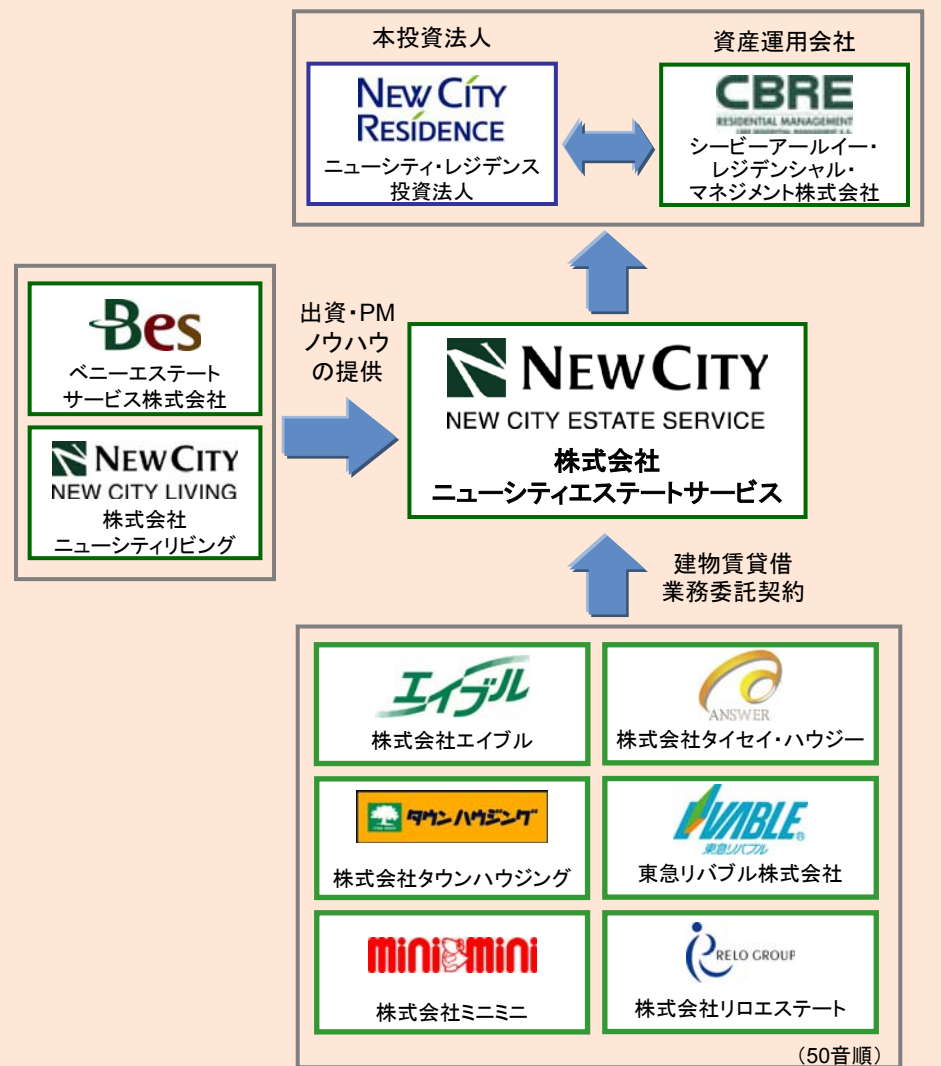 本投資法人
NEW CITY
RESIDENCE
ニューシティ・レジデンス
投資法人
資産運用会社
CBRE
RESIDENTIAL MANAGEMENT
シービーアールイー・
レジデンシャル・
マネジメント株式会社
Bes
ベニーエステート
サービス株式会社
NEW CITY
NEW CITY LIVING
株式会社
ニューシティリビング
出資・PM
ノウハウ
の提供
NEW CITY
NEW CITY ESTATE SERVICE
株式会社
ニューシティエステートサービス
建物賃貸借
業務委託契約
エイブル
株式会社エイブル
ANSWER
株式会社タイセイ・ハウジー
タウンハウジング
株式会社タウンハウジング
LIVABLE
東急リバブル
東急リバブル株式会社
mini mini
株式会社ミニミニ
RELO GROUP
株式会社リロエステート
(50音順)